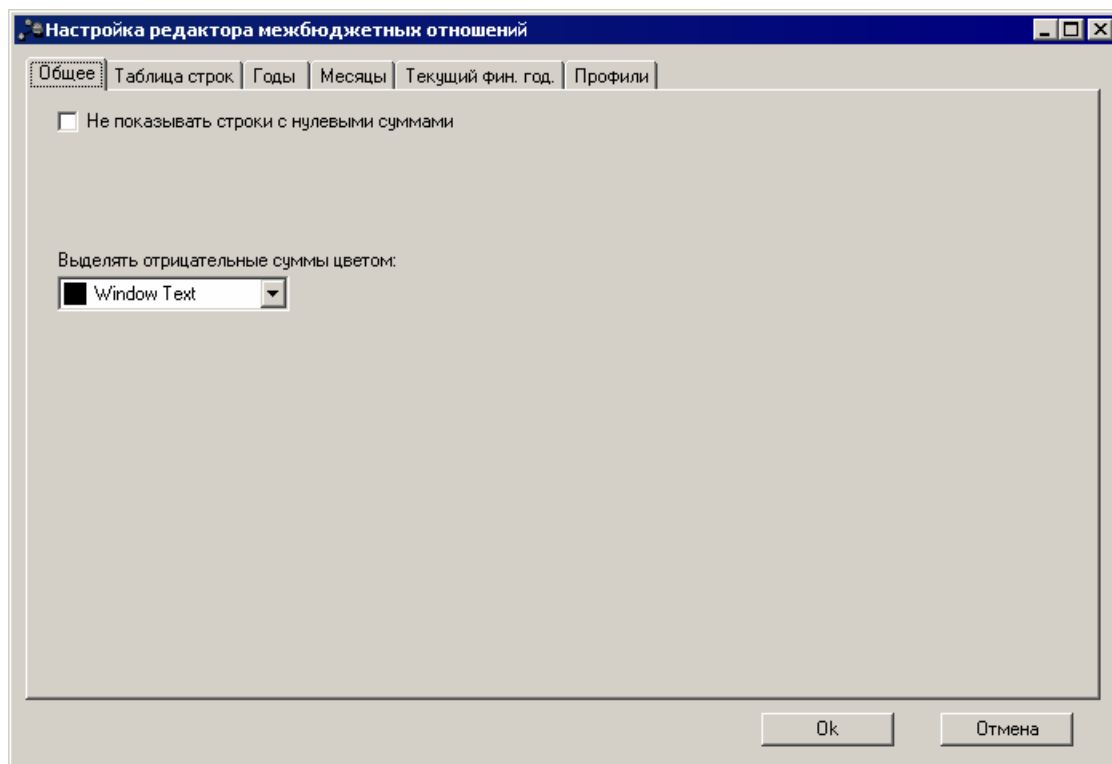 Настройка редактора межбюджетных отношений
Общее Таблица строк Годы Месяцы Текущий фин. год. Профили
Не показывать строки с нулевыми суммами
Выделять отрицательные суммы цветом:
Window Text
Ok Отмена